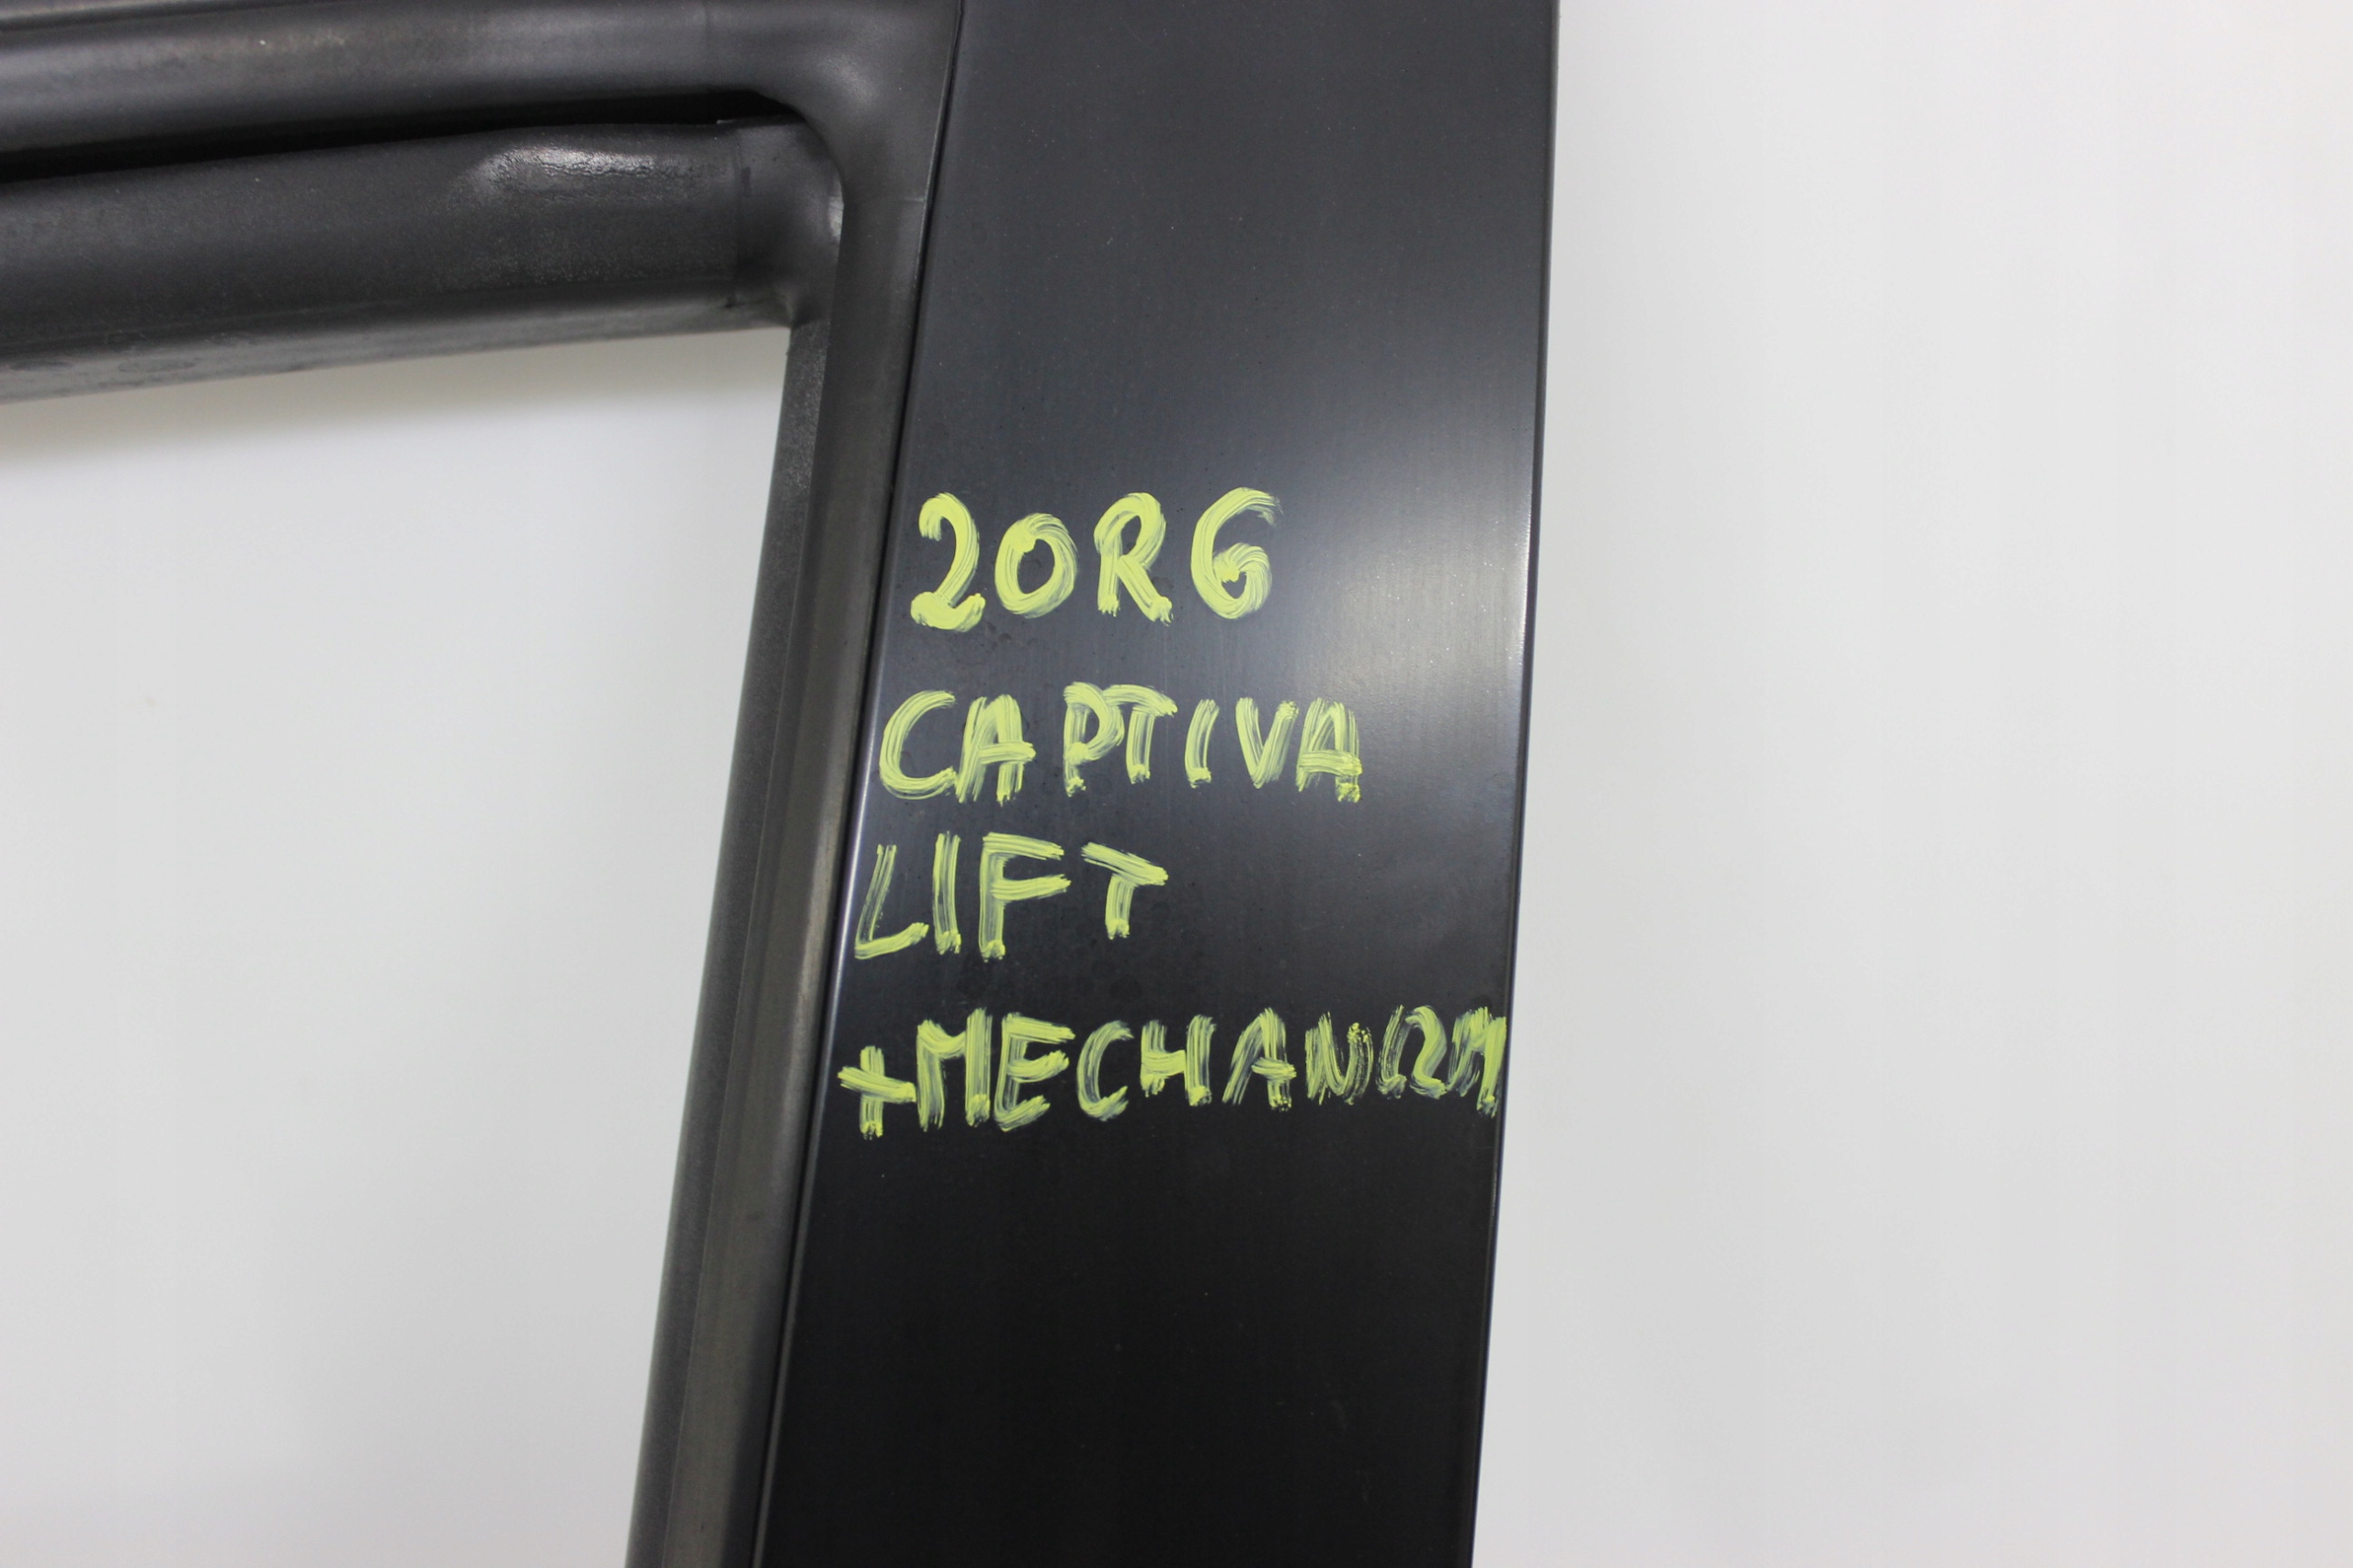 20RG
CAPTIVA
LIFT
+MECHANIZM